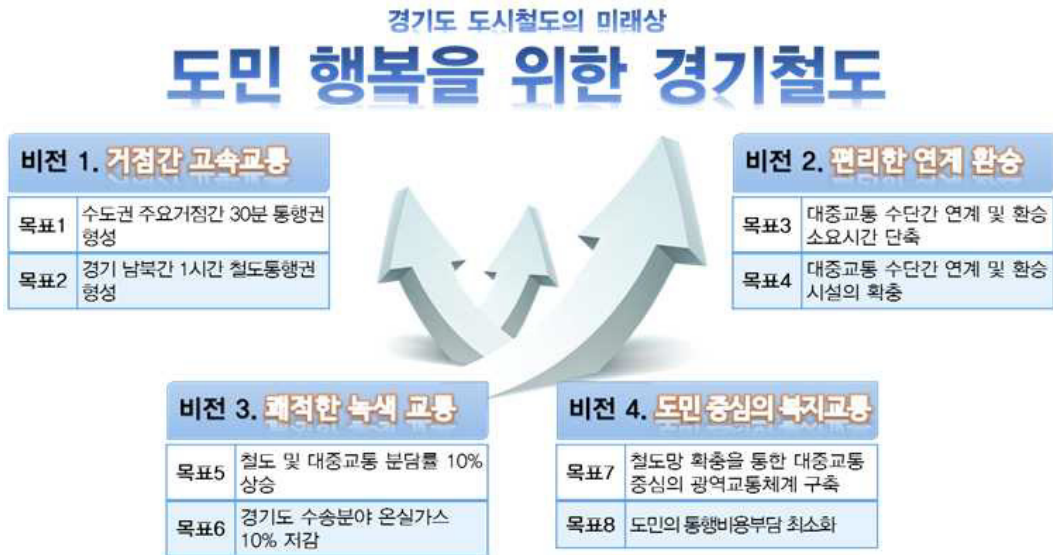 경기도 도시철도의 미래상
도민 행복을 위한 경기철도
비전 1. 거점간 고속교통
목표1 수도권 주요거점간 30분 통행권
형성
목표2 경기 남북간 1시간 철도통행권
형성
비전 2. 편리한 연계 환승
목표3 대중교통 수단간 연계 및 환승
소요시간 단축
목표4 대중교통 수단간 연계 및 환승
시설의 확충
비전 3. 쾌적한 녹색 교통
목표5 철도 및 대중교통 분담률 10%
상승
목표6 경기도 수송분야 온실가스
10% 저감
비전 4. 도민 중심의 복지교통
목표7 철도망 확충을 통한 대중교통
중심의 광역교통체계 구축
목표8 도민의 통행비용부담 최소화